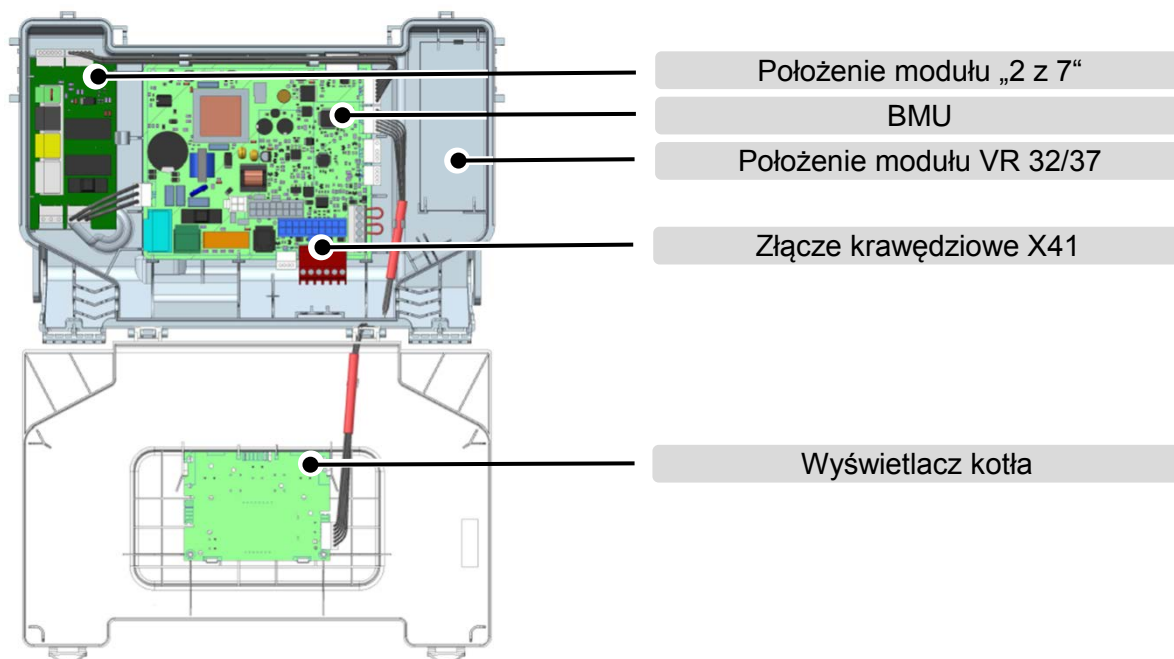 Położenie modułu „2 z 7“
BMU
Położenie modułu VR 32/37
Złącze krawędziowe X41
Wyświetlacz kotła